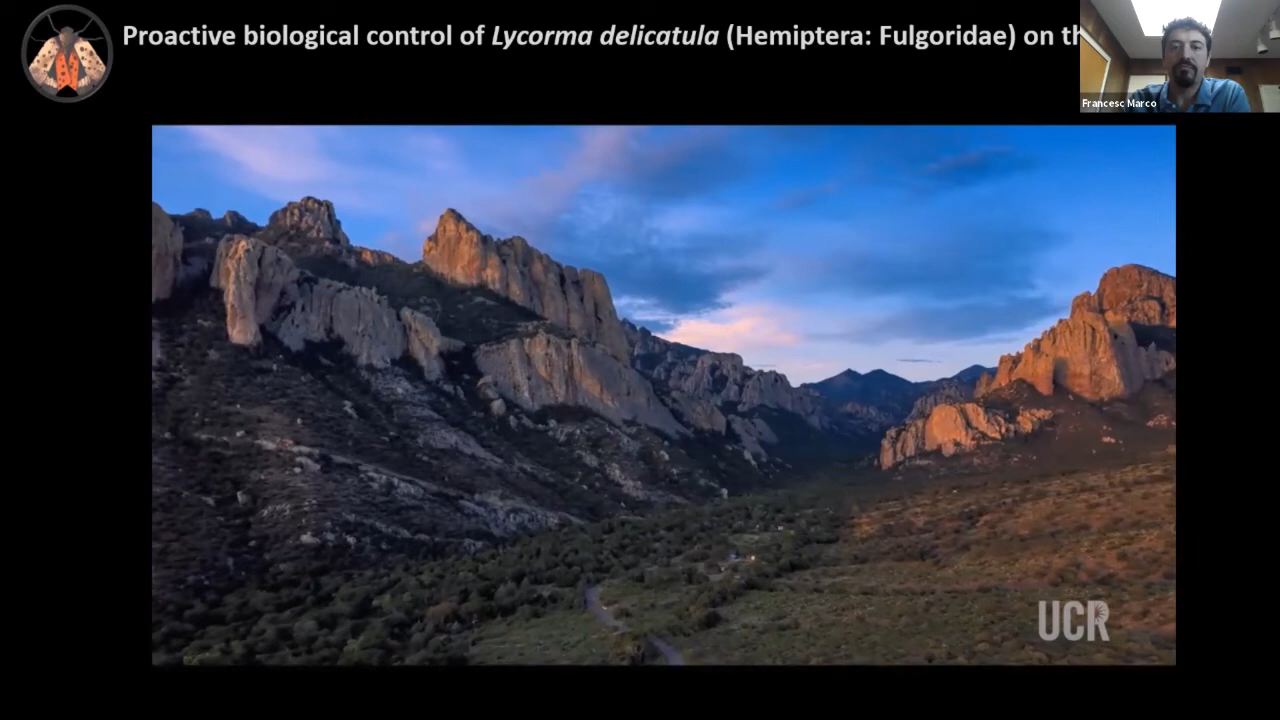 Proactive biological control of Lycorma delicatula (Hemiptera: Fulgoridae) on th
Francesc Marco
UCR